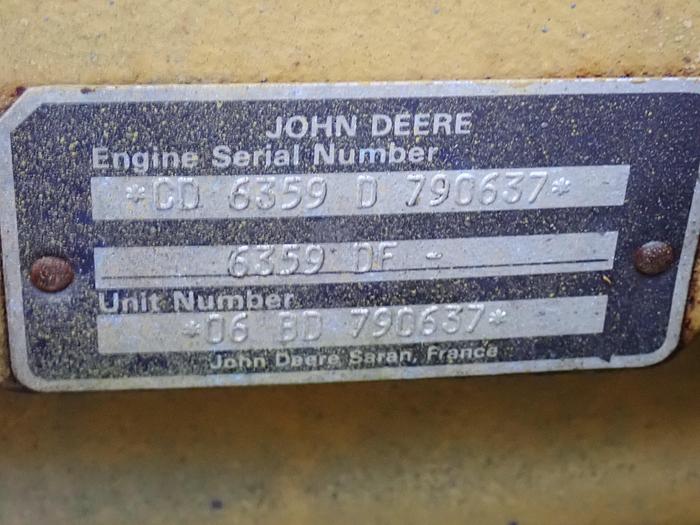 JOHN DEERE
Engine Serial Number
*CD 6359 D 790637*
6359 DF -
Unit Number
*06 BD 790637*
John Deere Saran, France